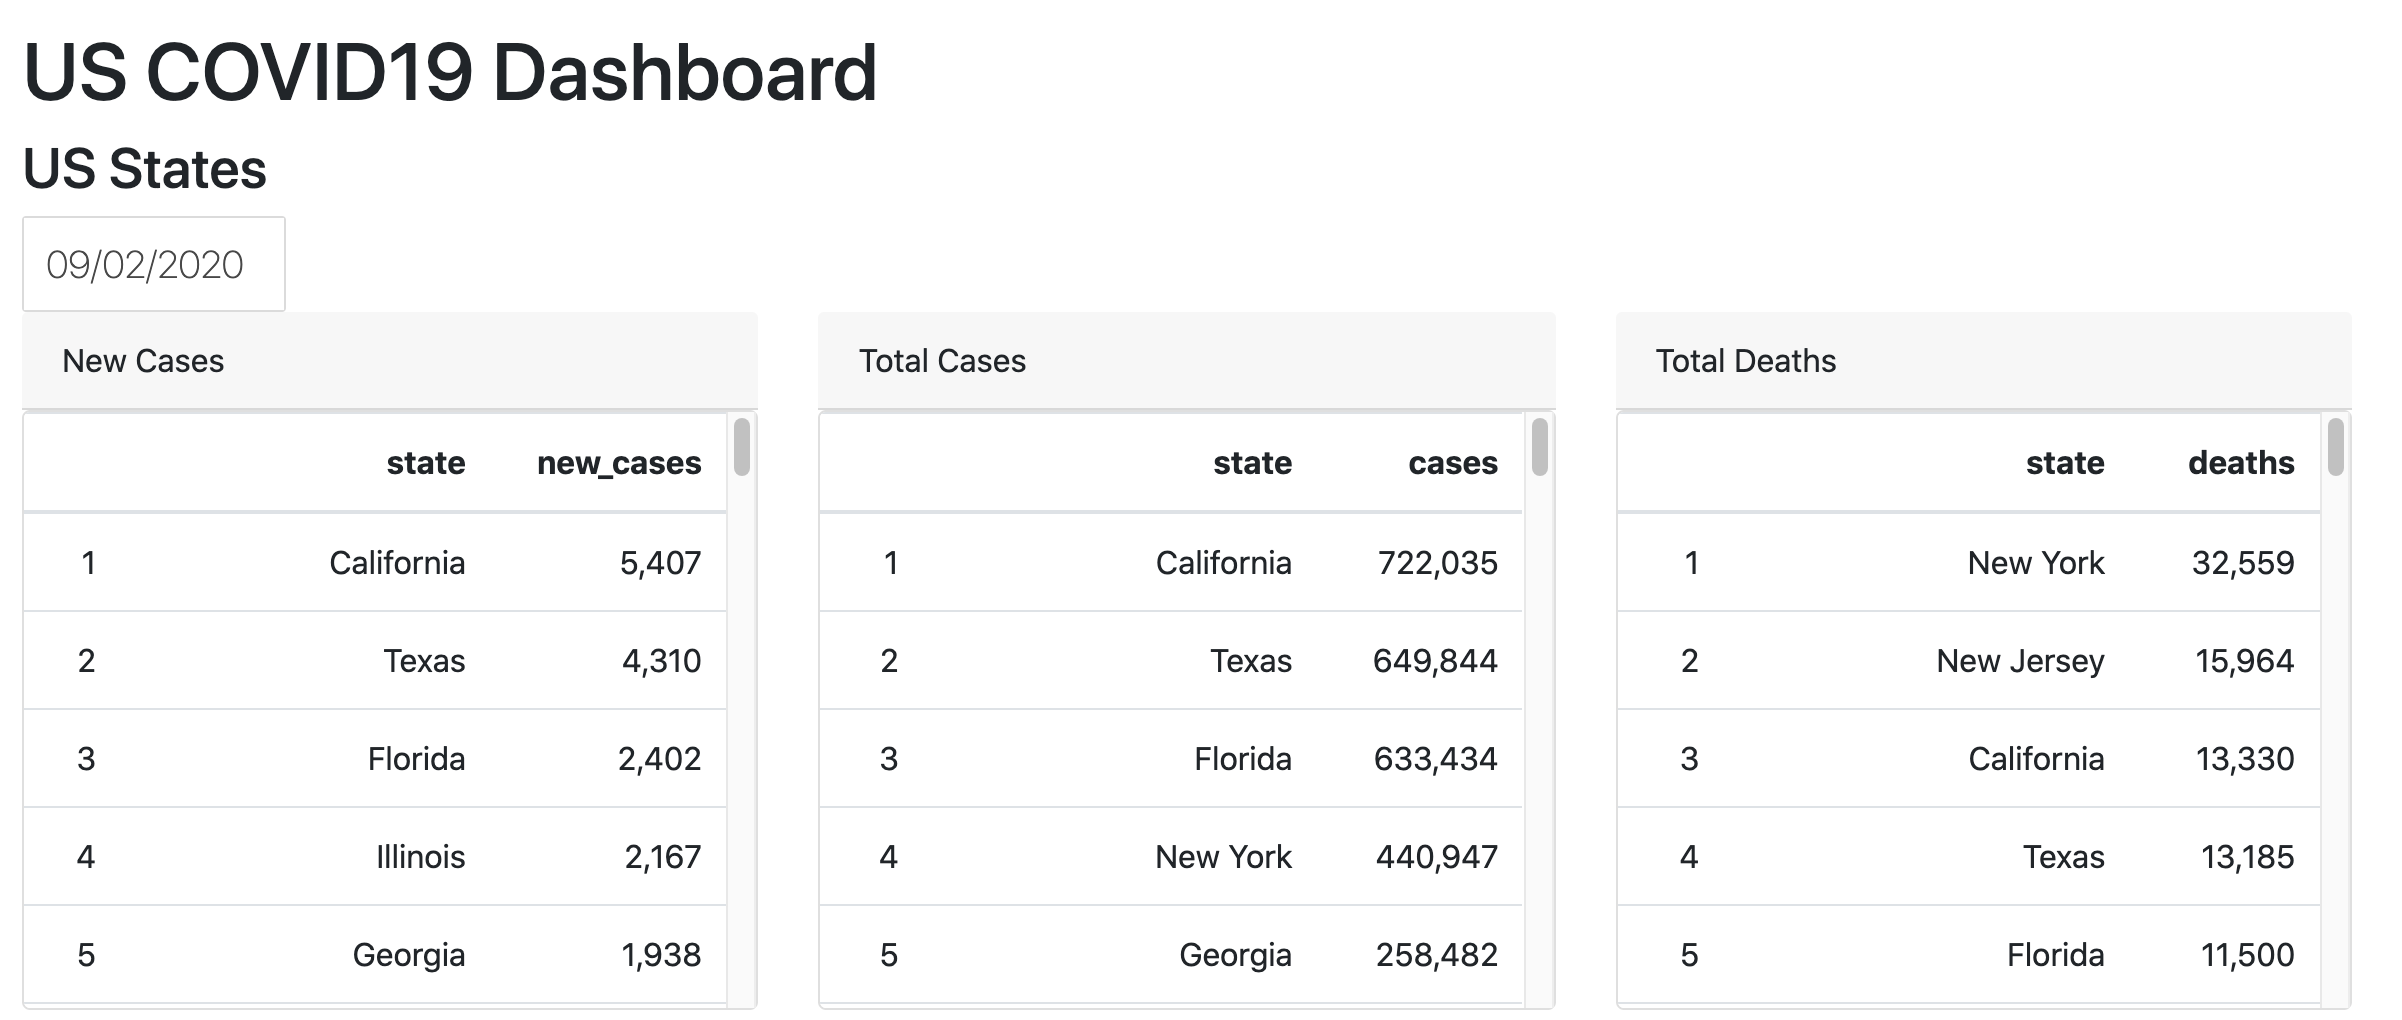 US COVID19 Dashboard
US States
09/02/2020
New Cases
state new_cases
1 California 5,407
2 Texas 4,310
3 Florida 2,402
4 Illinois 2,167
5 Georgia 1,938
Total Cases
state cases
1 California 722,035
2 Texas 649,844
3 Florida 633,434
4 New York 440,947
5 Georgia 258,482
Total Deaths
state deaths
1 New York 32,559
2 New Jersey 15,964
3 California 13,330
4 Texas 13,185
5 Florida 11,500